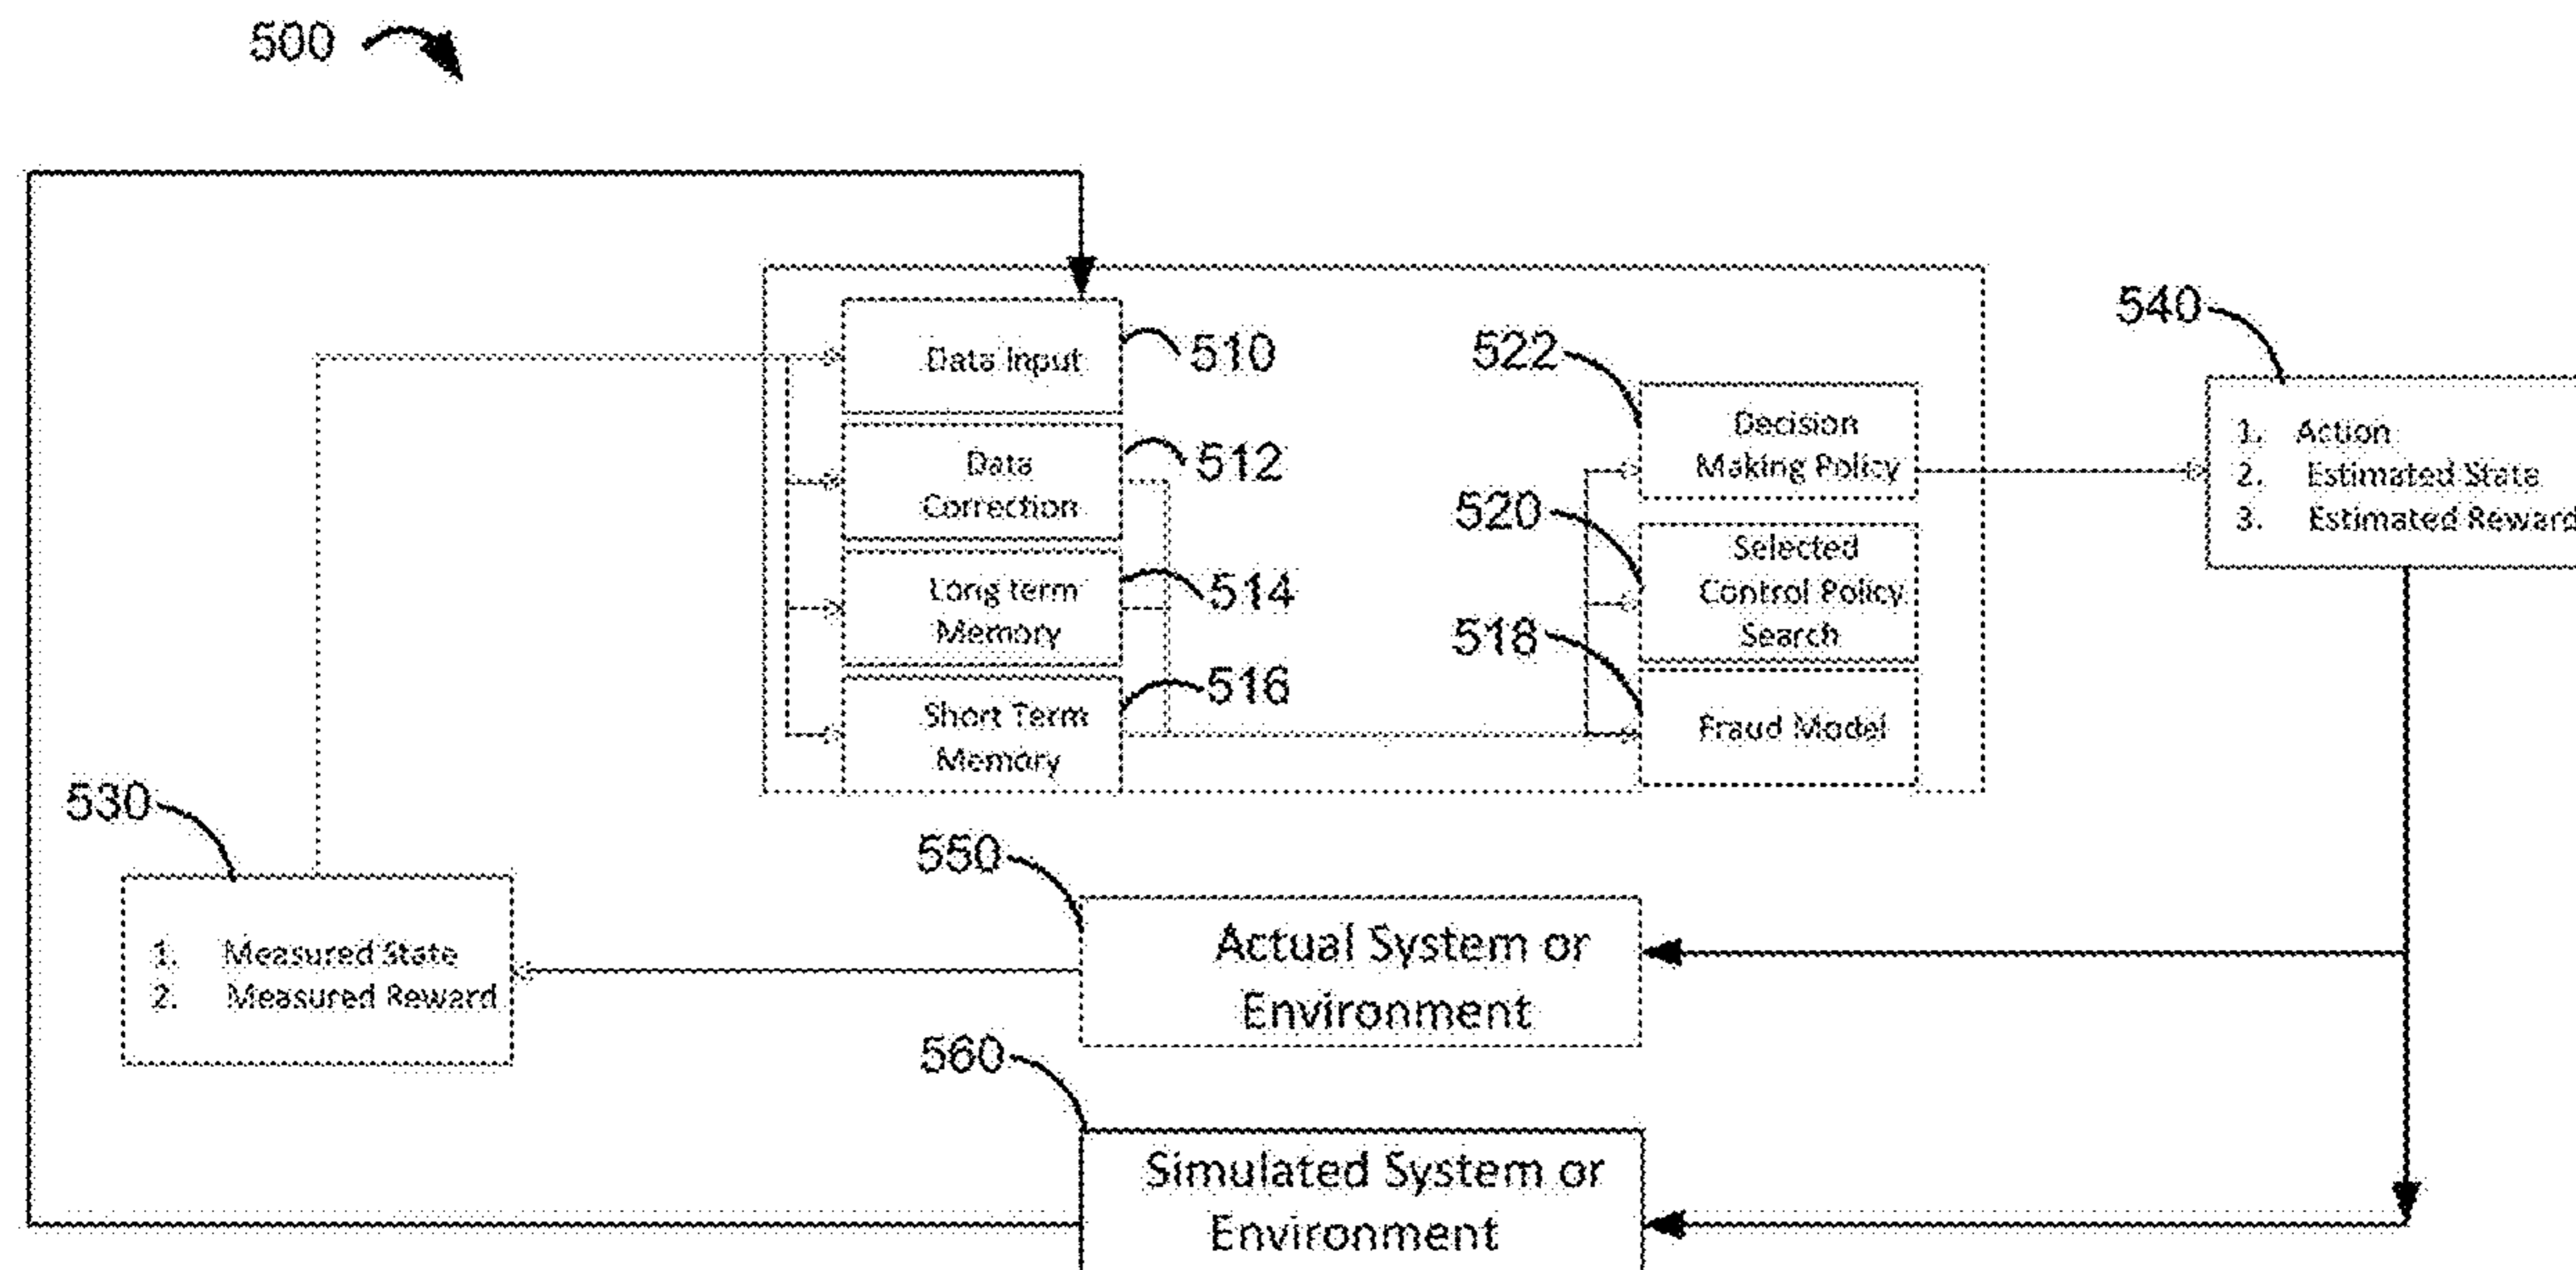 500
540
Data Input
510
522
Decision
Making Policy
1. Action
2. Estimated State
3. Estimated Reward
Data
Correction
512
520
Selected
Control Policy
Search
Long term
Memory
514
518
Fraud Model
Short Term
Memory
516
530
1. Measured State
2. Measured Reward
550
Actual System or
Environment
560
Simulated System or
Environment